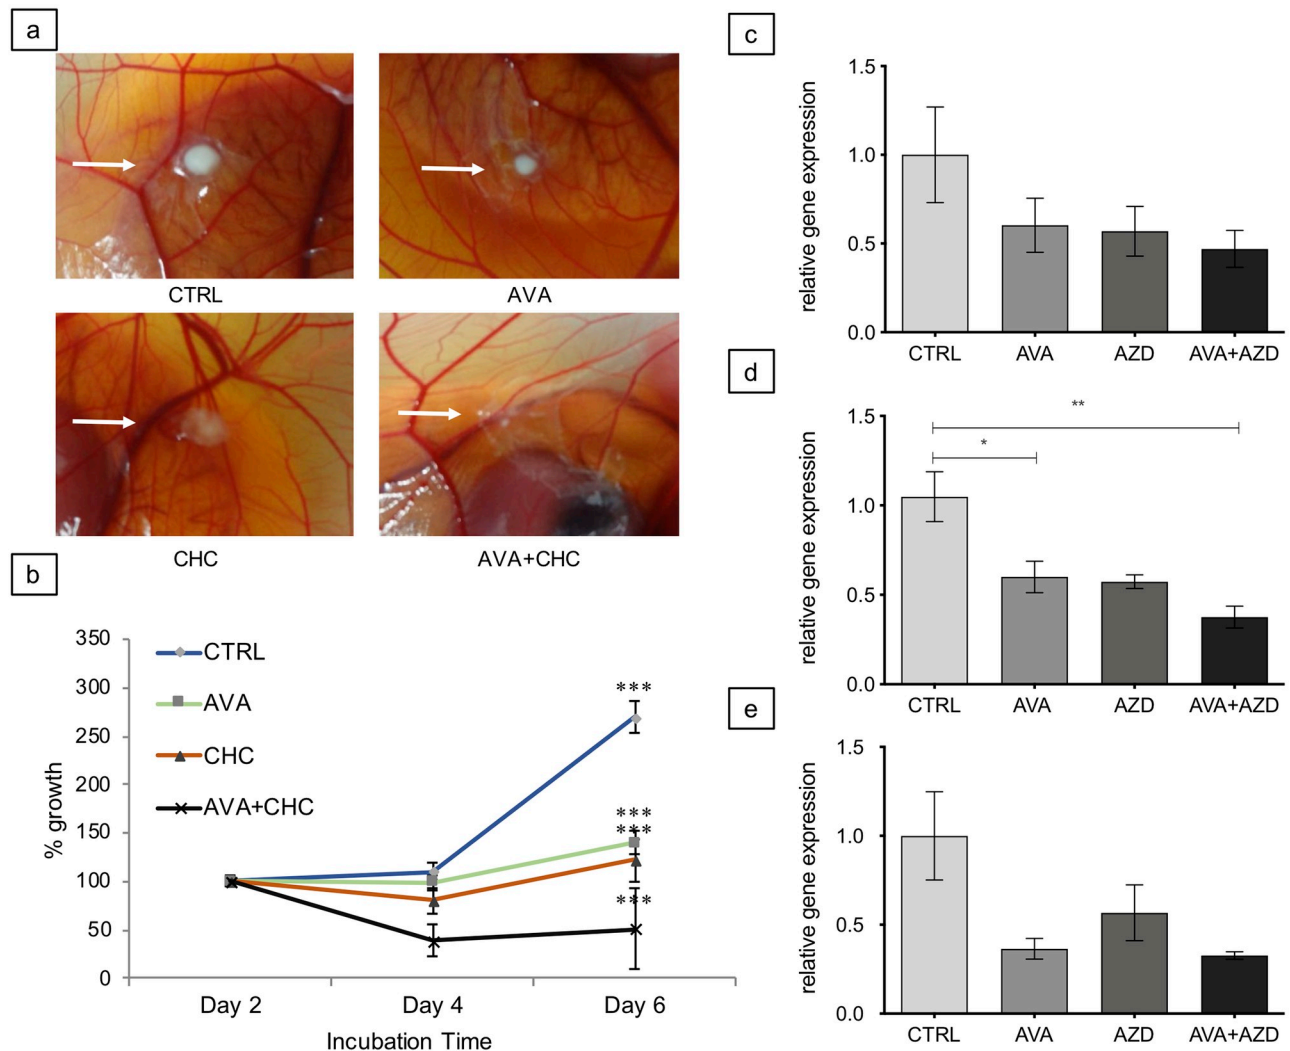 a
CTRL
AVA
CHC
AVA+CHC
b
350
300
250
200
150
100
50
0
% growth
CTRL
AVA
CHC
AVA+CHC
***
***
***
***
Day 2
Day 4
Day 6
Incubation Time
c
relative gene expression
1.5
1.0
0.5
0.0
CTRL
AVA
AZD
AVA+AZD
d
relative gene expression
1.5
1.0
0.5
0.0
**
*
CTRL
AVA
AZD
AVA+AZD
e
relative gene expression
1.5
1.0
0.5
0.0
CTRL
AVA
AZD
AVA+AZD